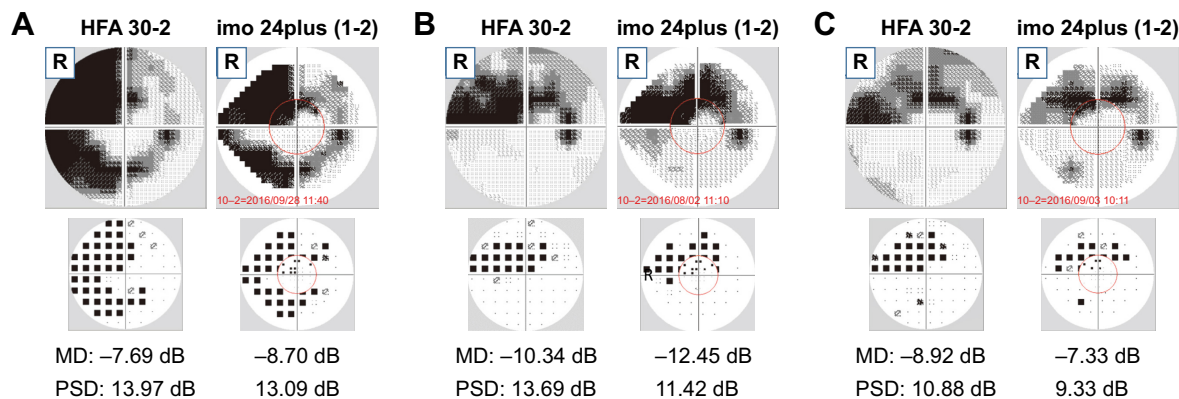 A HFA 30-2 imo 24plus (1-2) B HFA 30-2 imo 24plus (1-2) C HFA 30-2 imo 24plus (1-2)
R R R R R R
10–2=2016/09/28 11:40 10–2=2016/08/02 11:10 10–2=2016/09/03 10:11
R
MD: –7.69 dB –8.70 dB MD: –10.34 dB –12.45 dB MD: –8.92 dB –7.33 dB
PSD: 13.97 dB 13.09 dB PSD: 13.69 dB 11.42 dB PSD: 10.88 dB 9.33 dB